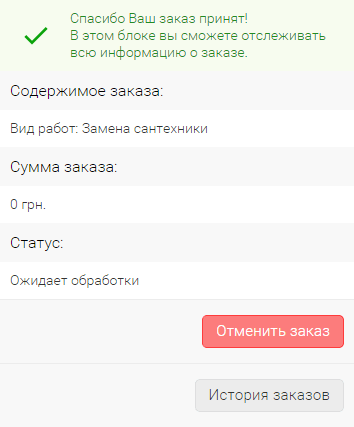 Спасибо Ваш заказ принят!
В этом блоке вы сможете отслеживать
всю информацию о заказе.
Содержимое заказа:
Вид работ: Замена сантехники
Сумма заказа:
0 грн.
Статус:
Ожидает обработки
Отменить заказ
История заказов